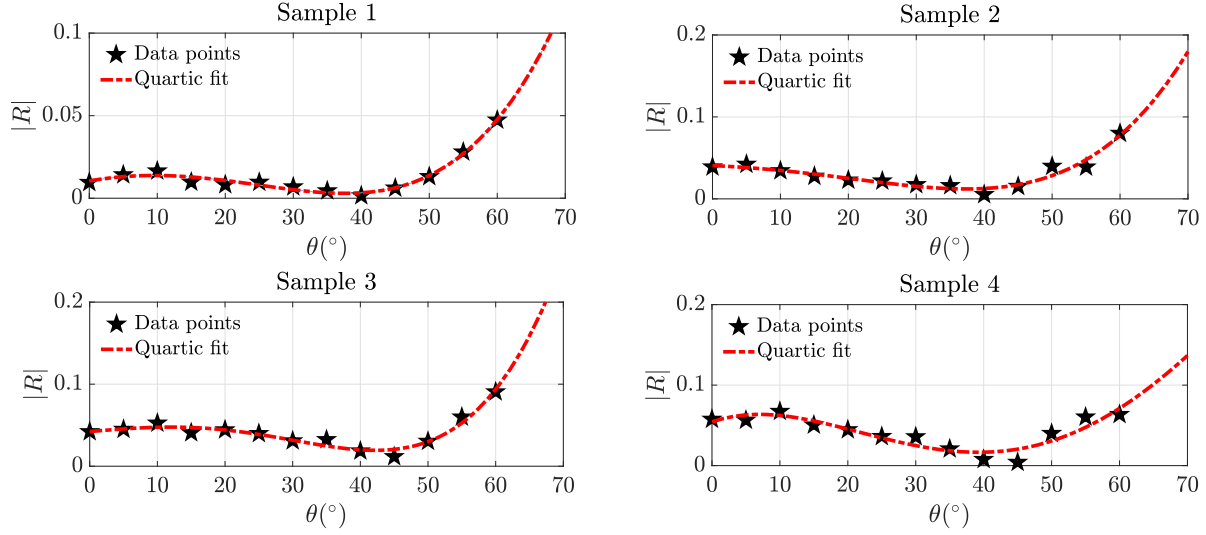 Sample 1
0.1
0.05
0
|R|
Data points
Quartic fit
0 10 20 30 40 50 60 70
θ(°)
Sample 2
0.2
0.1
0
|R|
Data points
Quartic fit
0 10 20 30 40 50 60 70
θ(°)
Sample 3
0.2
0.1
0
|R|
Data points
Quartic fit
0 10 20 30 40 50 60 70
θ(°)
Sample 4
0.2
0.1
0
|R|
Data points
Quartic fit
0 10 20 30 40 50 60 70
θ(°)